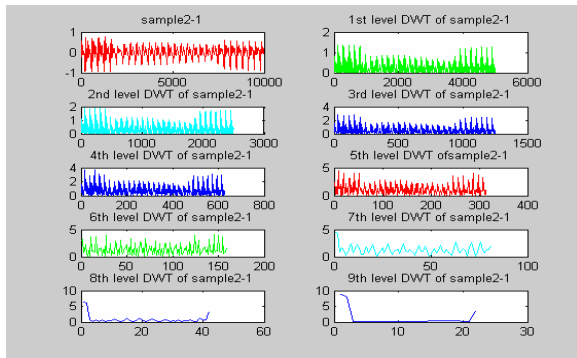 sample2-1
1
0
-1
0 5000 10000
1st level DWT of sample2-1
2
1
0
0 2000 4000 6000
2nd level DWT of sample2-1
2
1
0
0 1000 2000 3000
3rd level DWT of sample2-1
4
2
0
0 500 1000 1500
4th level DWT of sample2-1
4
2
0
0 200 400 600 800
5th level DWT ofsample2-1
5
0
0 100 200 300 400
6th level DWT of sample2-1
5
0
0 50 100 150 200
7th level DWT of sample2-1
5
0
0 50 100
8th level DWT of sample2-1
10
5
0
0 20 40 60
9th level DWT of sample2-1
10
5
0
0 10 20 30